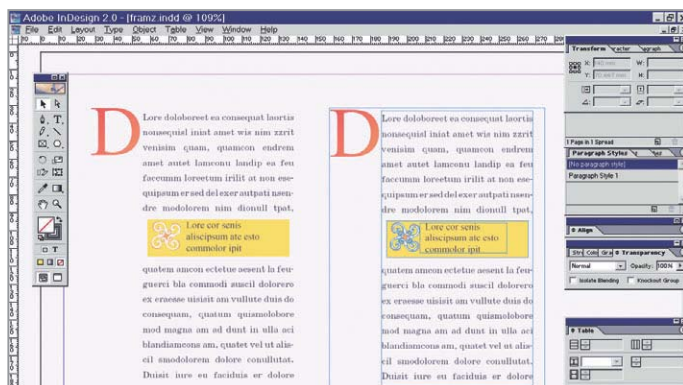 Adobe InDesign 2.0 - [framz.indd @ 109%]
File Edit Layout Type Object Table View Window Help
D
Lore doloboreet ea consequat laortis
nonsequisl iniat amet wis nim zzrit
venisim quam, quamcon endrem
amet autet lamconu landip ea feu
faccumm loreetum irilit at non ese-
quipsum er sed del exer autpati nsen-
dre modolorem nim dionull tpat,
Lore cor senis
aliscipsum atc esto
commolor ipit
quatem amcon ectetue aesent la feu-
guerci bla commodi suscil dolorero
ex eraesse uisisit am vullute duis do
consequam, quatum quismolobore
mod magna am ad dunt in ulla aci
blandiamcons am, quatet vel ut alis-
cil smodolorem dolore conullutat.
Duisit iure eu faciduis er dolore
D
Lore doloboreet ea consequat laortis
nonsequisl iniat amet wis nim zzrit
venisim quam, quamcon endrem
amet autet lamconu landip ea feu
faccumm loreetum irilit at non ese-
quipsum er sed del exer autpati nsen-
dre modolorem nim dionull tpat,
Lore cor senis
aliscipsum atc esto
commolor ipit
quatem amcon ectetue aesent la feu-
guerci bla commodi suscil dolorero
ex eraesse uisisit am vullute duis do
consequam, quatum quismolobore
mod magna am ad dunt in ulla aci
blandiamcons am, quatet vel ut alis-
cil smodolorem dolore conullutat.
Duisit iure eu faciduis er dolore
Transform
X: W:
Y: H:
1 Page in 1 Spread
Paragraph Styles
[No paragraph style]
Paragraph Style 1
Align
Transparency
Normal Opacity: 100%
Isolate Blending Knockout Group
Table